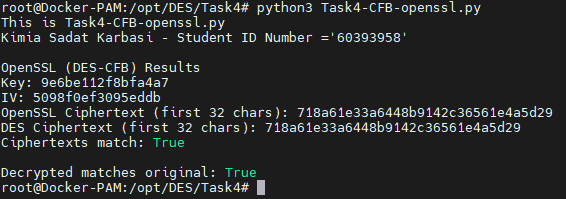 root@Docker-PAM:/opt/DES/Task4# python3 Task4-CFB-openssl.py
This is Task4-CFB-openssl.py
Kimia Sadat Karbasi - Student ID Number ='60393958'
OpenSSL (DES-CFB) Results
Key: 9e6be112f8bfa4a7
IV: 5098f0ef3095eddb
OpenSSL Ciphertext (first 32 chars): 718a61e33a6448b9142c36561e4a5d29
DES Ciphertext (first 32 chars): 718a61e33a6448b9142c36561e4a5d29
Ciphertexts match: True
Decrypted matches original: True
root@Docker-PAM:/opt/DES/Task4#